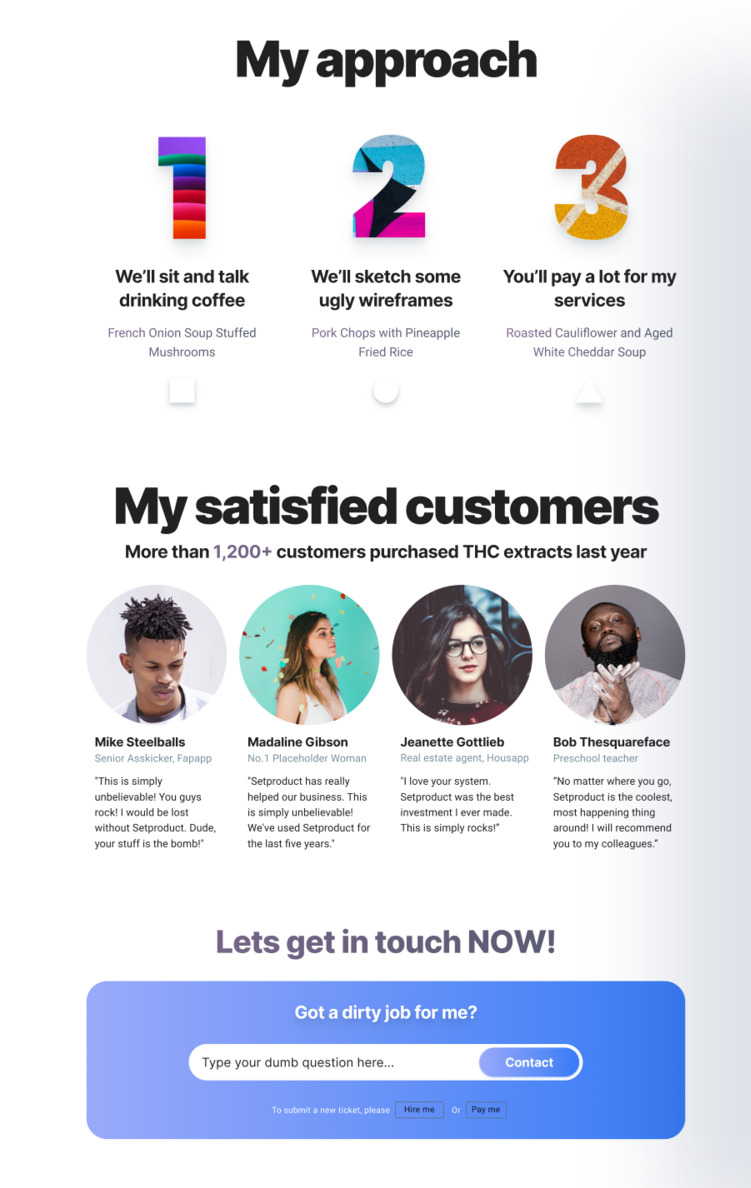 My approach
1
2
3
We’ll sit and talk
drinking coffee
French Onion Soup Stuffed
Mushrooms
We’ll sketch some
ugly wireframes
Pork Chops with Pineapple
Fried Rice
You’ll pay a lot for my
services
Roasted Cauliflower and Aged
White Cheddar Soup
My satisfied customers
More than 1,200+ customers purchased THC extracts last year
Mike Steelballs
Senior Asskicker, Fapapp
"This is simply
unbelievable! You guys
rock! I would be lost
without Setproduct. Dude,
your stuff is the bomb!"
Madaline Gibson
No.1 Placeholder Woman
"Setproduct has really
helped our business. This
is simply unbelievable!
We’ve used Setproduct for
the last five years."
Jeanette Gottlieb
Real estate agent, Housapp
"I love your system.
Setproduct was the best
investment I ever made.
This is simply rocks!”
Bob Thesquareface
Preschool teacher
“No matter where you go,
Setproduct is the coolest,
most happening thing
around! I will recommend
you to my colleagues.”
Lets get in touch NOW!
Got a dirty job for me?
Type your dumb question here...
Contact
To submit a new ticket, please Hire me Or Pay me